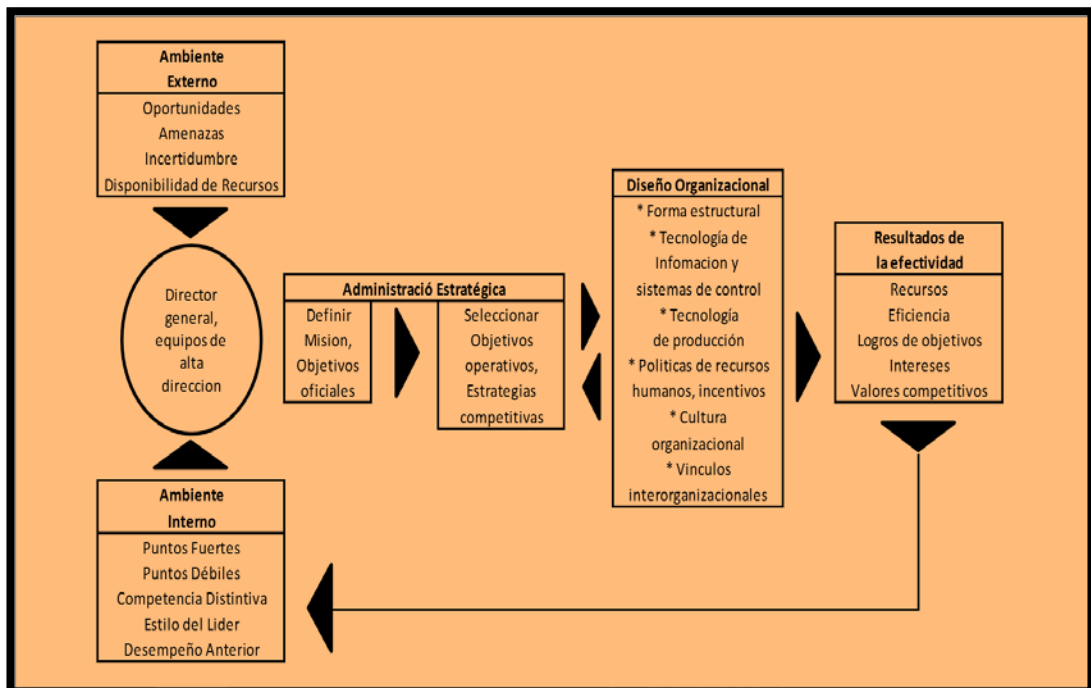 Ambiente
Externo
Oportunidades
Amenazas
Incertidumbre
Disponibilidad de Recursos
Director
general,
equipos de
alta
direccion
Ambiente
Interno
Puntos Fuertes
Puntos Débiles
Competencia Distintiva
Estilo del Lider
Desempeño Anterior
Administració Estratégica
Definir
Mision,
Objetivos
oficiales
Seleccionar
Objetivos
operativos,
Estrategias
competitivas
Diseño Organizacional
* Forma estructural
* Tecnología de
Infomacion y
sistemas de control
* Tecnología
de producción
* Politicas de recursos
humanos, incentivos
* Cultura
organizacional
* Vinculos
interorganizacionales
Resultados de
la efectividad
Recursos
Eficiencia
Logros de objetivos
Intereses
Valores competitivos